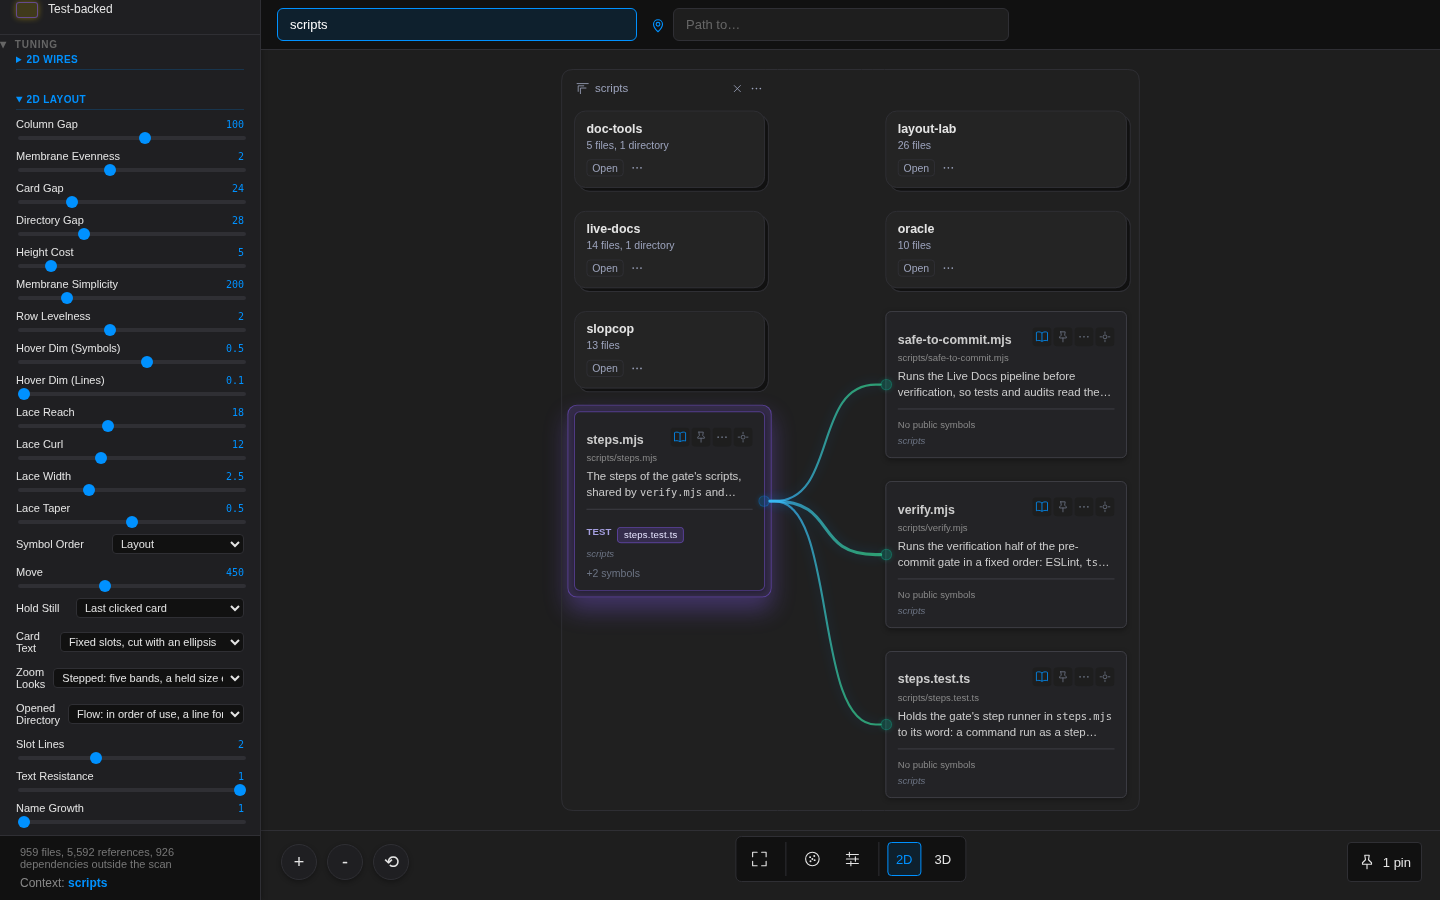 Test-backed
TUNING
2D WIRES
2D LAYOUT
Column Gap 100
Membrane Evenness 2
Card Gap 24
Directory Gap 28
Height Cost 5
Membrane Simplicity 200
Row Levelness 2
Hover Dim (Symbols) 0.5
Hover Dim (Lines) 0.1
Lace Reach 18
Lace Curl 12
Lace Width 2.5
Lace Taper 0.5
Symbol Order Layout
Move 450
Hold Still Last clicked card
Card Text Fixed slots, cut with an ellipsis
Zoom Looks Stepped: five bands, a held size
Opened Directory Flow: in order of use, a line for
Slot Lines 2
Text Resistance 1
Name Growth 1
959 files, 5,592 references, 926
dependencies outside the scan
Context: scripts
scripts
Path to…
scripts
doc-tools
5 files, 1 directory
Open
layout-lab
26 files
Open
live-docs
14 files, 1 directory
Open
oracle
10 files
Open
slopcop
13 files
Open
steps.mjs
scripts/steps.mjs
The steps of the gate's scripts,
shared by verify.mjs and…
TEST steps.test.ts
scripts
+2 symbols
safe-to-commit.mjs
scripts/safe-to-commit.mjs
Runs the Live Docs pipeline before
verification, so tests and audits read the…
No public symbols
scripts
verify.mjs
scripts/verify.mjs
Runs the verification half of the pre-
commit gate in a fixed order: ESLint, ts…
No public symbols
scripts
steps.test.ts
scripts/steps.test.ts
Holds the gate's step runner in steps.mjs
to its word: a command run as a step…
No public symbols
scripts
+
-
2D
3D
1 pin